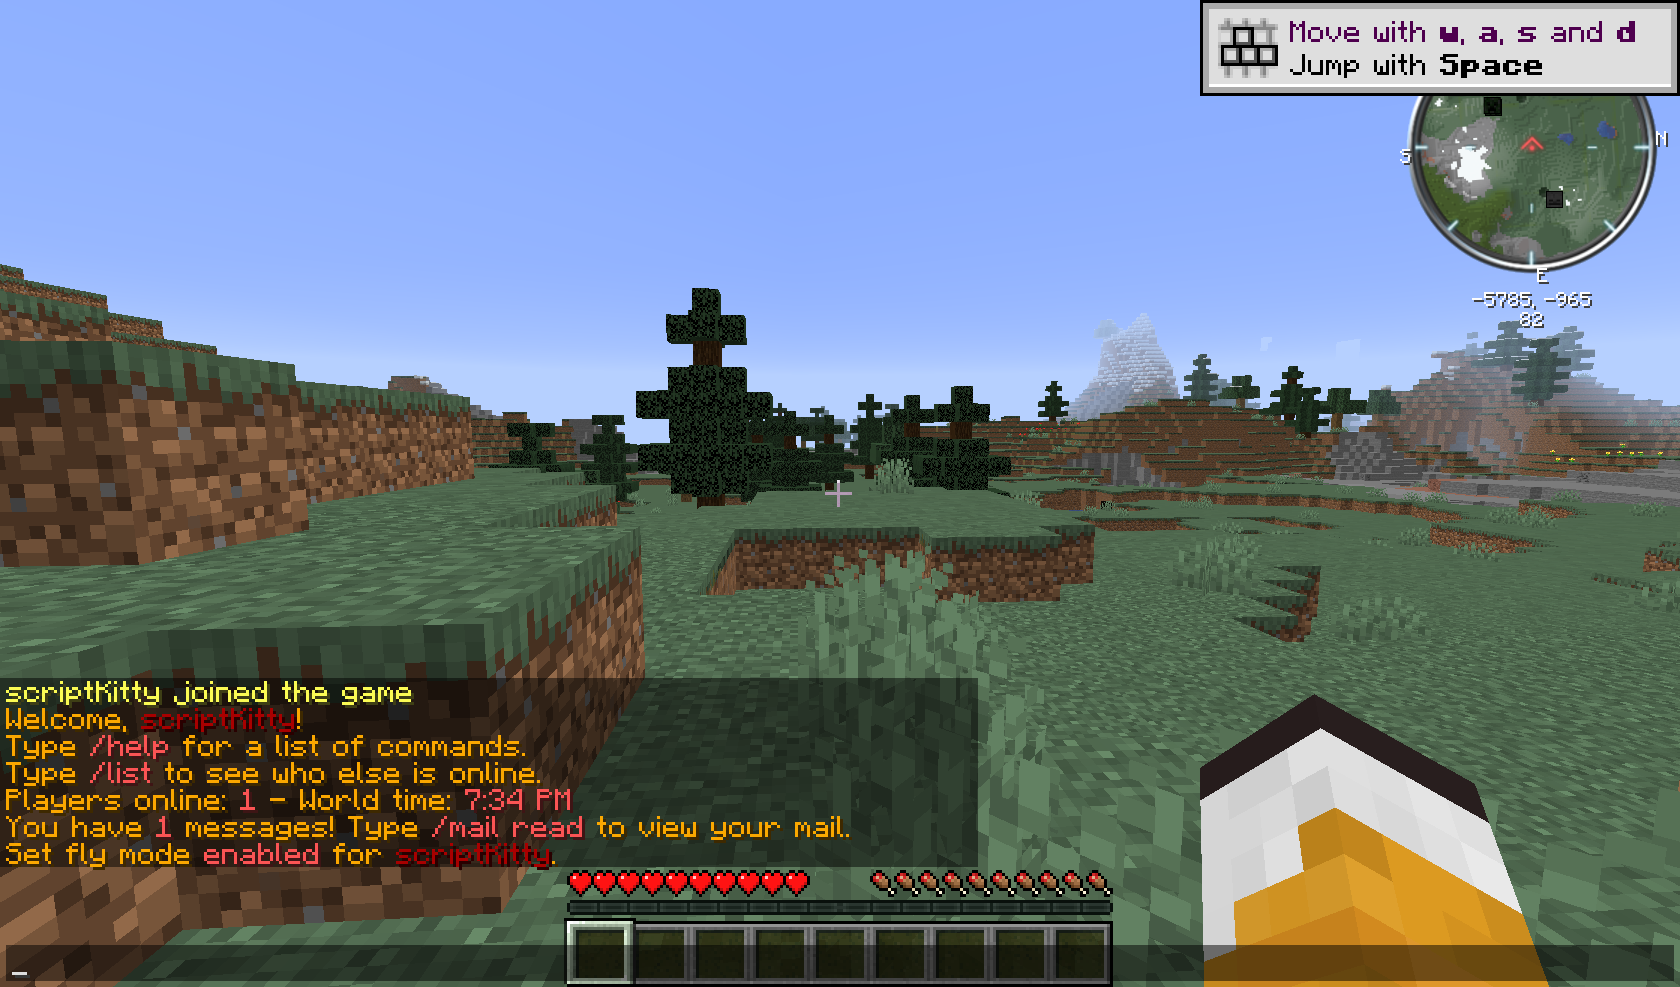 Move with w, a, s and d
Jump with Space
S
N
E
-5785, -965
82
scriptKitty joined the game
Welcome, scriptKitty!
Type /help for a list of commands.
Type /list to see who else is online.
Players online: 1 - World time: 7:34 PM
You have 1 messages! Type /mail read to view your mail.
Set fly mode enabled for scriptKitty.
_